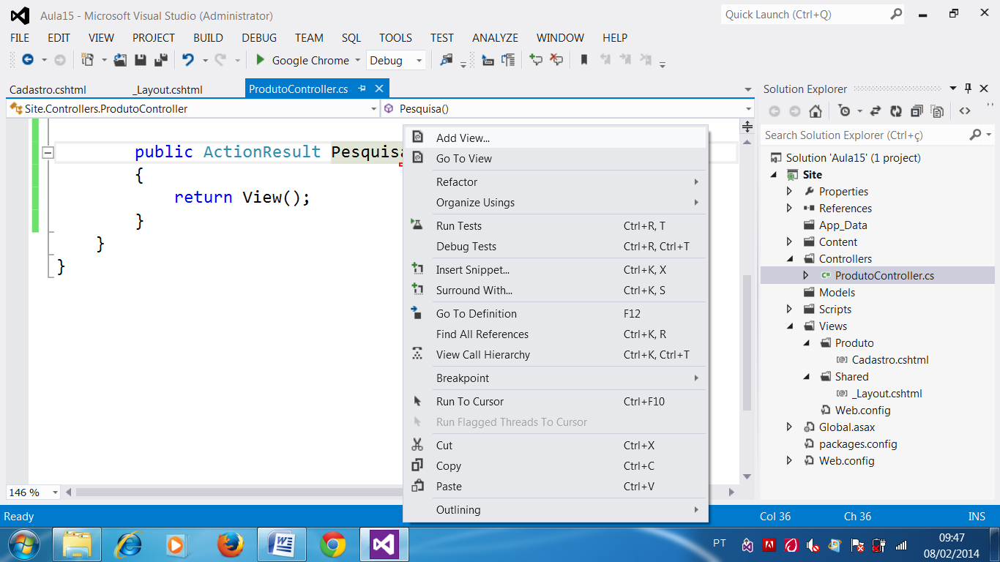 Aula15 - Microsoft Visual Studio (Administrator)
Quick Launch (Ctrl+Q)
FILE EDIT VIEW PROJECT BUILD DEBUG TEAM SQL TOOLS TEST ANALYZE WINDOW HELP
Google Chrome Debug
Cadastro.cshtml _Layout.cshtml ProdutoController.cs
Site.Controllers.ProdutoController Pesquisa()
public ActionResult Pesquisa
{
return View();
}
}
}
146 %
Add View...
Go To View
Refactor
Organize Usings
Run Tests Ctrl+R, T
Debug Tests Ctrl+R, Ctrl+T
Insert Snippet... Ctrl+K, X
Surround With... Ctrl+K, S
Go To Definition F12
Find All References Ctrl+K, R
View Call Hierarchy Ctrl+K, Ctrl+T
Breakpoint
Run To Cursor Ctrl+F10
Run Flagged Threads To Cursor
Cut Ctrl+X
Copy Ctrl+C
Paste Ctrl+V
Outlining
Solution Explorer
Search Solution Explorer (Ctrl+ç)
Solution 'Aula15' (1 project)
Site
Properties
References
App_Data
Content
Controllers
C# ProdutoController.cs
Models
Scripts
Views
Produto
[@] Cadastro.cshtml
Shared
[@] _Layout.cshtml
Web.config
Global.asax
packages.config
Web.config
Ready Col 36 Ch 36 INS
PT 09:47
08/02/2014